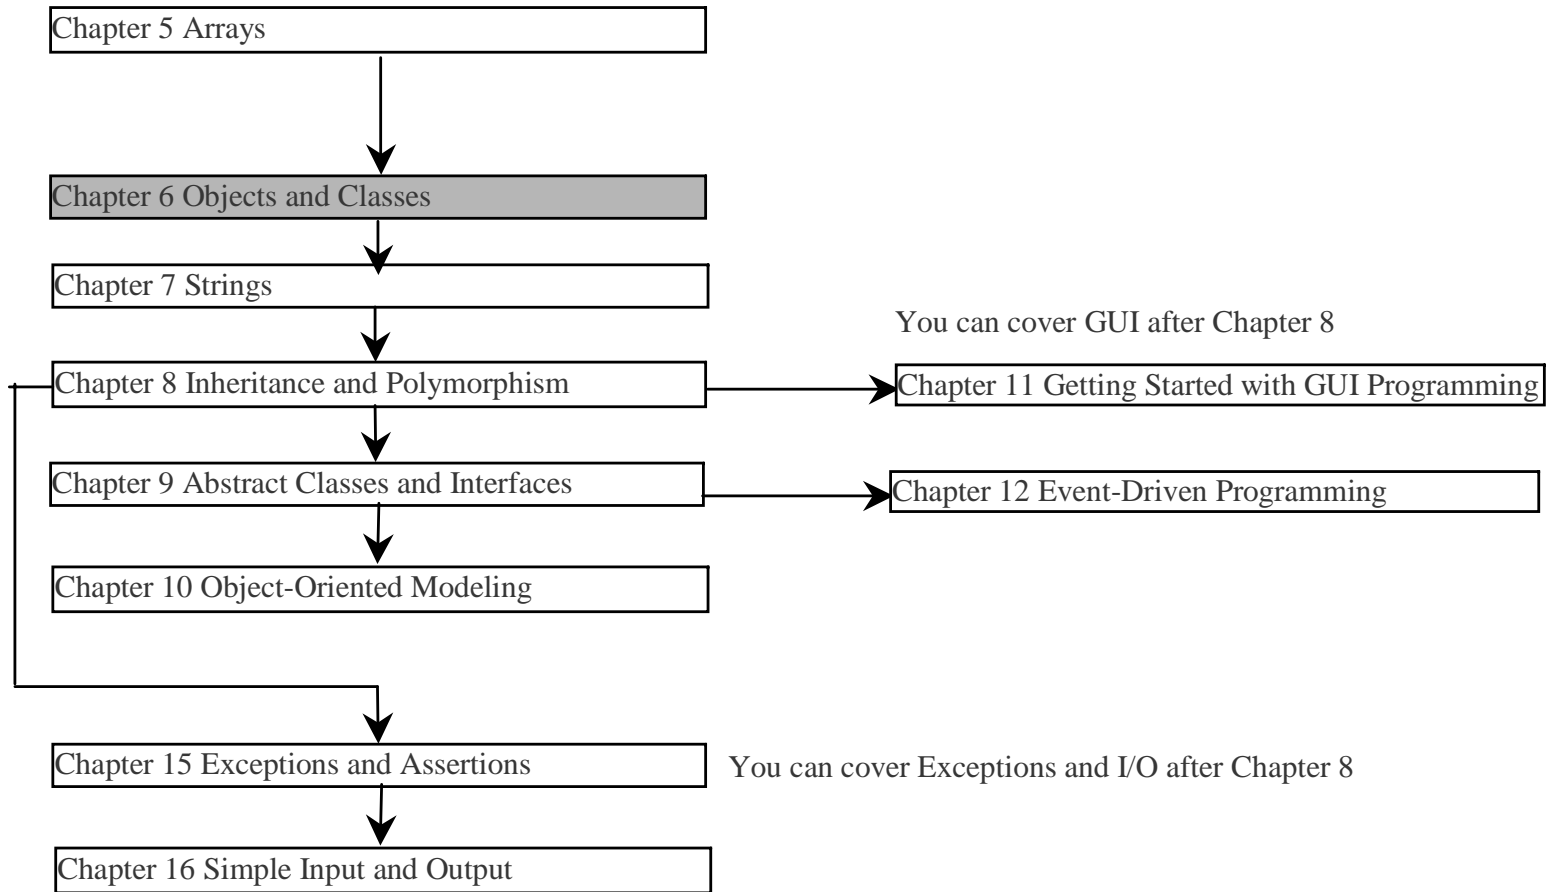 Chapter 5 Arrays
Chapter 6 Objects and Classes
Chapter 7 Strings
You can cover GUI after Chapter 8
Chapter 8 Inheritance and Polymorphism
Chapter 11 Getting Started with GUI Programming
Chapter 9 Abstract Classes and Interfaces
Chapter 12 Event-Driven Programming
Chapter 10 Object-Oriented Modeling
Chapter 15 Exceptions and Assertions
You can cover Exceptions and I/O after Chapter 8
Chapter 16 Simple Input and Output